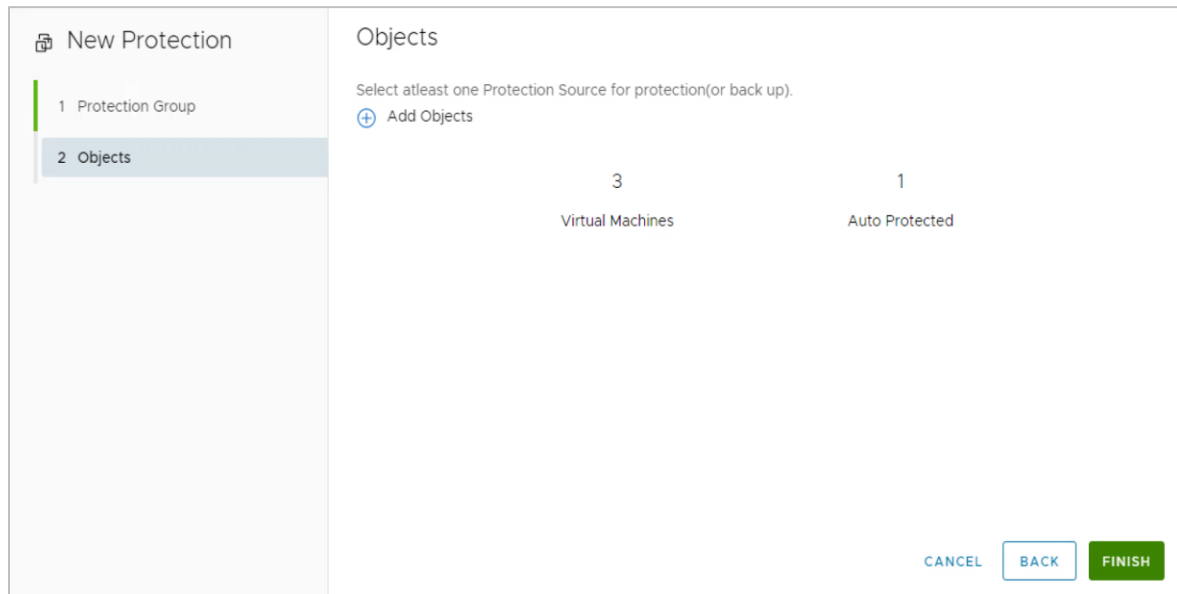 New Protection
1 Protection Group
2 Objects
Objects
Select atleast one Protection Source for protection(or back up).
Add Objects
3
Virtual Machines
1
Auto Protected
CANCEL
BACK
FINISH